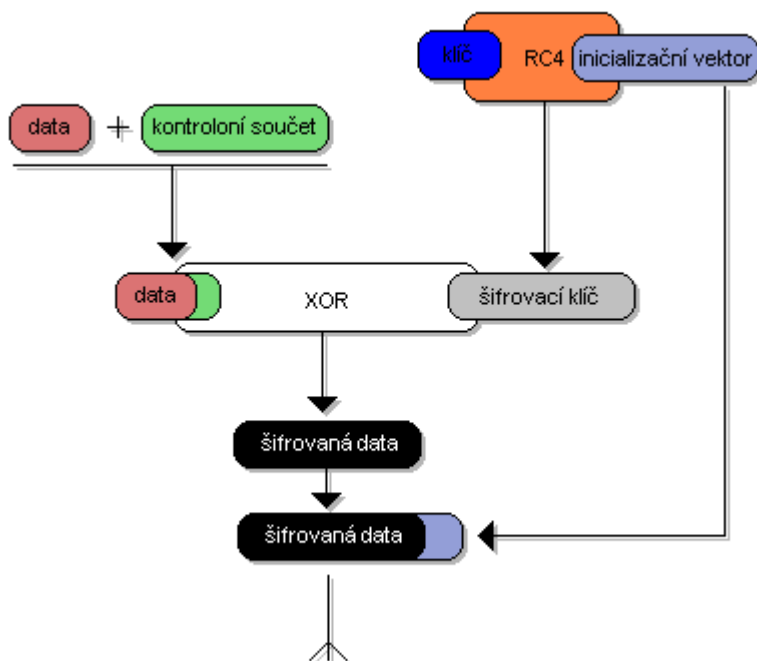 klíč
RC4
inicializační vektor
data
+
kontroloní součet
data
XOR
šifrovací klíč
šifrovaná data
šifrovaná data